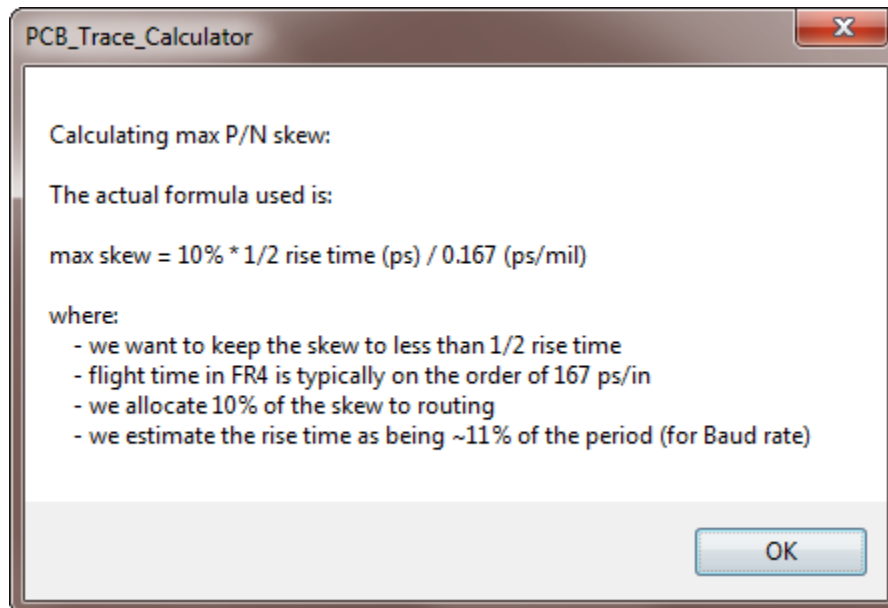 PCB_Trace_Calculator
Calculating max P/N skew:
The actual formula used is:
max skew = 10% * 1/2 rise time (ps) / 0.167 (ps/mil)
where:
- we want to keep the skew to less than 1/2 rise time
- flight time in FR4 is typically on the order of 167 ps/in
- we allocate 10% of the skew to routing
- we estimate the rise time as being ~11% of the period (for Baud rate)
OK